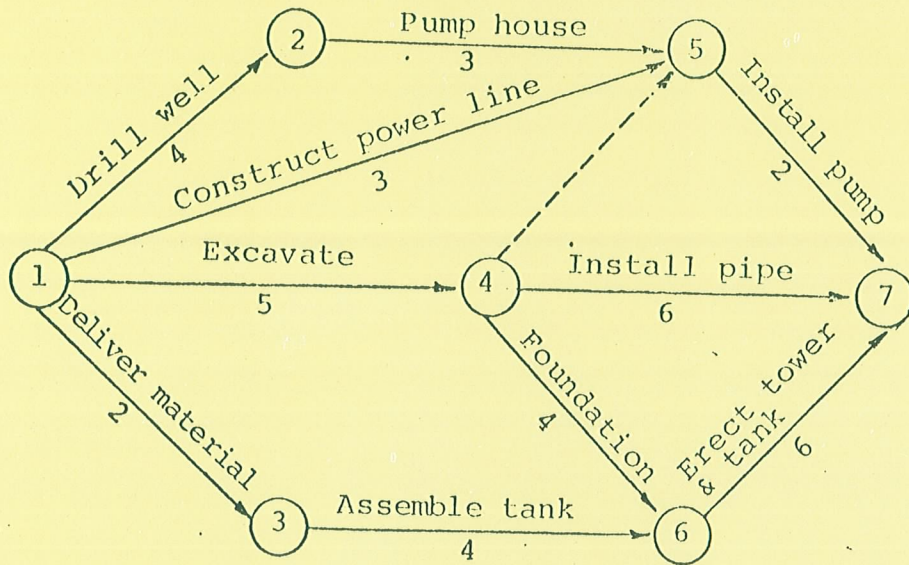 Pump house
2
5
3
Drill well
4
Construct power line
3
Install pump
2
1
Excavate
5
4
Install pipe
6
7
Deliver material
2
Foundation
4
Erect tower
& tank
6
3
Assemble tank
4
6